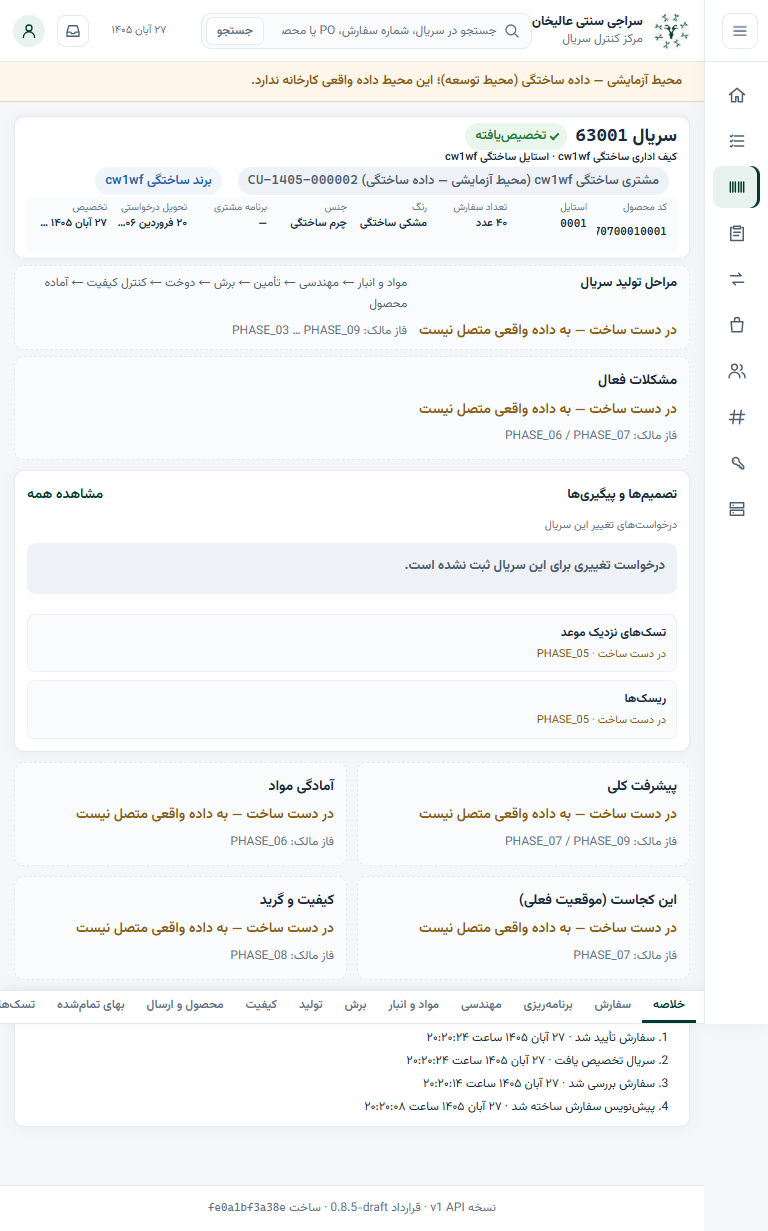 سراجی سنتی عالیخان
مرکز کنترل سریال
جستجو در سریال، شماره سفارش، PO یا محص
جستجو
۲۷ آبان ۱۴۰۵
محیط آزمایشی — داده ساختگی (محیط توسعه)؛ این محیط داده واقعی کارخانه ندارد.
سریال 63001
تخصیص‌یافته
کیف اداری ساختگی cw1wf · استایل ساختگی cw1wf
مشتری ساختگی cw1wf (محیط آزمایشی — داده ساختگی) CU-1405-000002
برند ساختگی cw1wf
کد محصول استایل تعداد سفارش رنگ جنس برنامه مشتری تحویل درخواستی تخصیص
70700010001 0001 ۴۰ عدد مشکی ساختگی چرم ساختگی — ۲۰ فروردین ۰۶… ۲۷ آبان ۱۴۰۵ …
مراحل تولید سریال
مواد و انبار ← مهندسی ← تأمین ← برش ← دوخت ← کنترل کیفیت ← آماده
محصول
در دست ساخت — به داده واقعی متصل نیست
فاز مالک: PHASE_03 … PHASE_09
مشکلات فعال
در دست ساخت — به داده واقعی متصل نیست
فاز مالک: PHASE_06 / PHASE_07
تصمیم‌ها و پیگیری‌ها
مشاهده همه
درخواست‌های تغییر این سریال
درخواست تغییری برای این سریال ثبت نشده است.
تسک‌های نزدیک موعد
در دست ساخت · PHASE_05
ریسک‌ها
در دست ساخت · PHASE_05
پیشرفت کلی
در دست ساخت — به داده واقعی متصل نیست
فاز مالک: PHASE_07 / PHASE_09
آمادگی مواد
در دست ساخت — به داده واقعی متصل نیست
فاز مالک: PHASE_06
این کجاست (موقعیت فعلی)
در دست ساخت — به داده واقعی متصل نیست
فاز مالک: PHASE_07
کیفیت و گرید
در دست ساخت — به داده واقعی متصل نیست
فاز مالک: PHASE_08
خلاصه سفارش برنامه‌ریزی مهندسی مواد و انبار برش تولید کیفیت محصول و ارسال بهای تمام‌شده تسک‌ها
1. سفارش تأیید شد · ۲۷ آبان ۱۴۰۵ ساعت ۲۰:۲۰:۲۴
2. سریال تخصیص یافت · ۲۷ آبان ۱۴۰۵ ساعت ۲۰:۲۰:۲۴
3. سفارش بررسی شد · ۲۷ آبان ۱۴۰۵ ساعت ۲۰:۲۰:۱۴
4. پیش‌نویس سفارش ساخته شد · ۲۷ آبان ۱۴۰۵ ساعت ۲۰:۲۰:۰۸
نسخه v1 API · قرارداد 0.8.5-draft · ساخت fe0a1bf3a38e